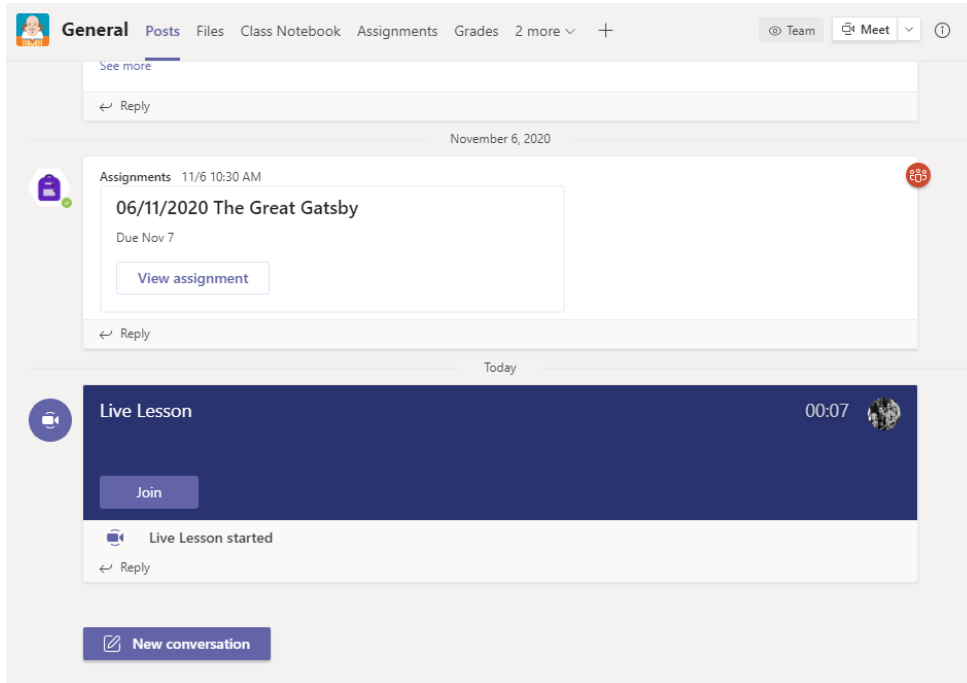 General Posts Files Class Notebook Assignments Grades 2 more + Team Meet
See more
Reply
November 6, 2020
Assignments 11/6 10:30 AM
06/11/2020 The Great Gatsby
Due Nov 7
View assignment
Reply
Today
Live Lesson 00:07
Join
Live Lesson started
Reply
New conversation